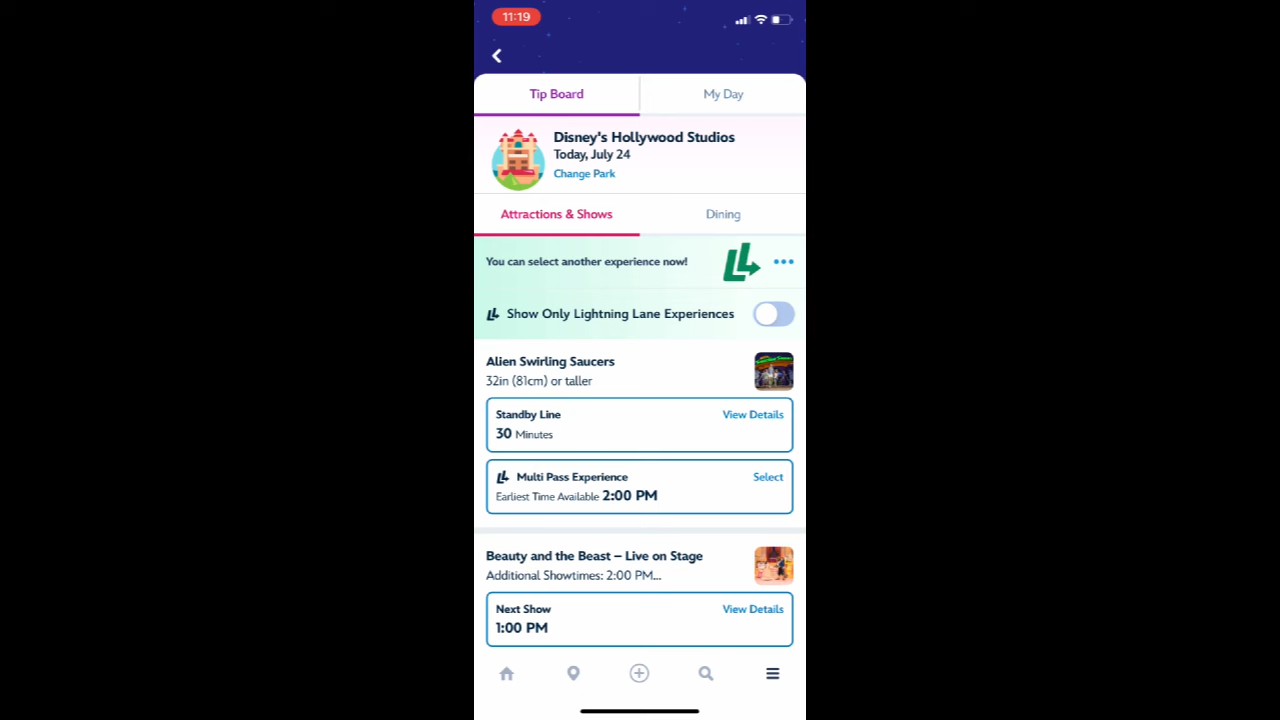 11:19
Tip Board
My Day
Disney's Hollywood Studios
Today, July 24
Change Park
Attractions & Shows
Dining
You can select another experience now!
Show Only Lightning Lane Experiences
Alien Swirling Saucers
32in (81cm) or taller
Standby Line
View Details
30 Minutes
Multi Pass Experience
Select
Earliest Time Available 2:00 PM
Beauty and the Beast – Live on Stage
Additional Showtimes: 2:00 PM...
Next Show
View Details
1:00 PM